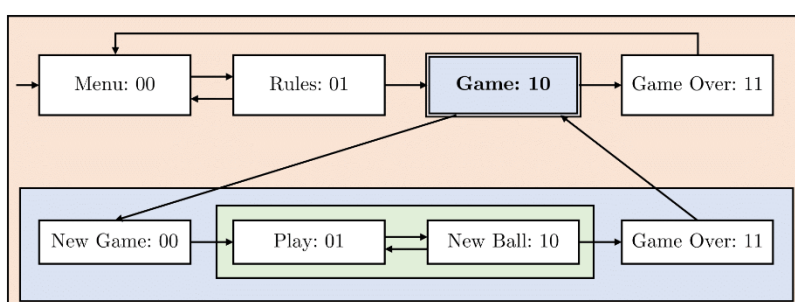 Menu: 00
Rules: 01
Game: 10
Game Over: 11
New Game: 00
Play: 01
New Ball: 10
Game Over: 11